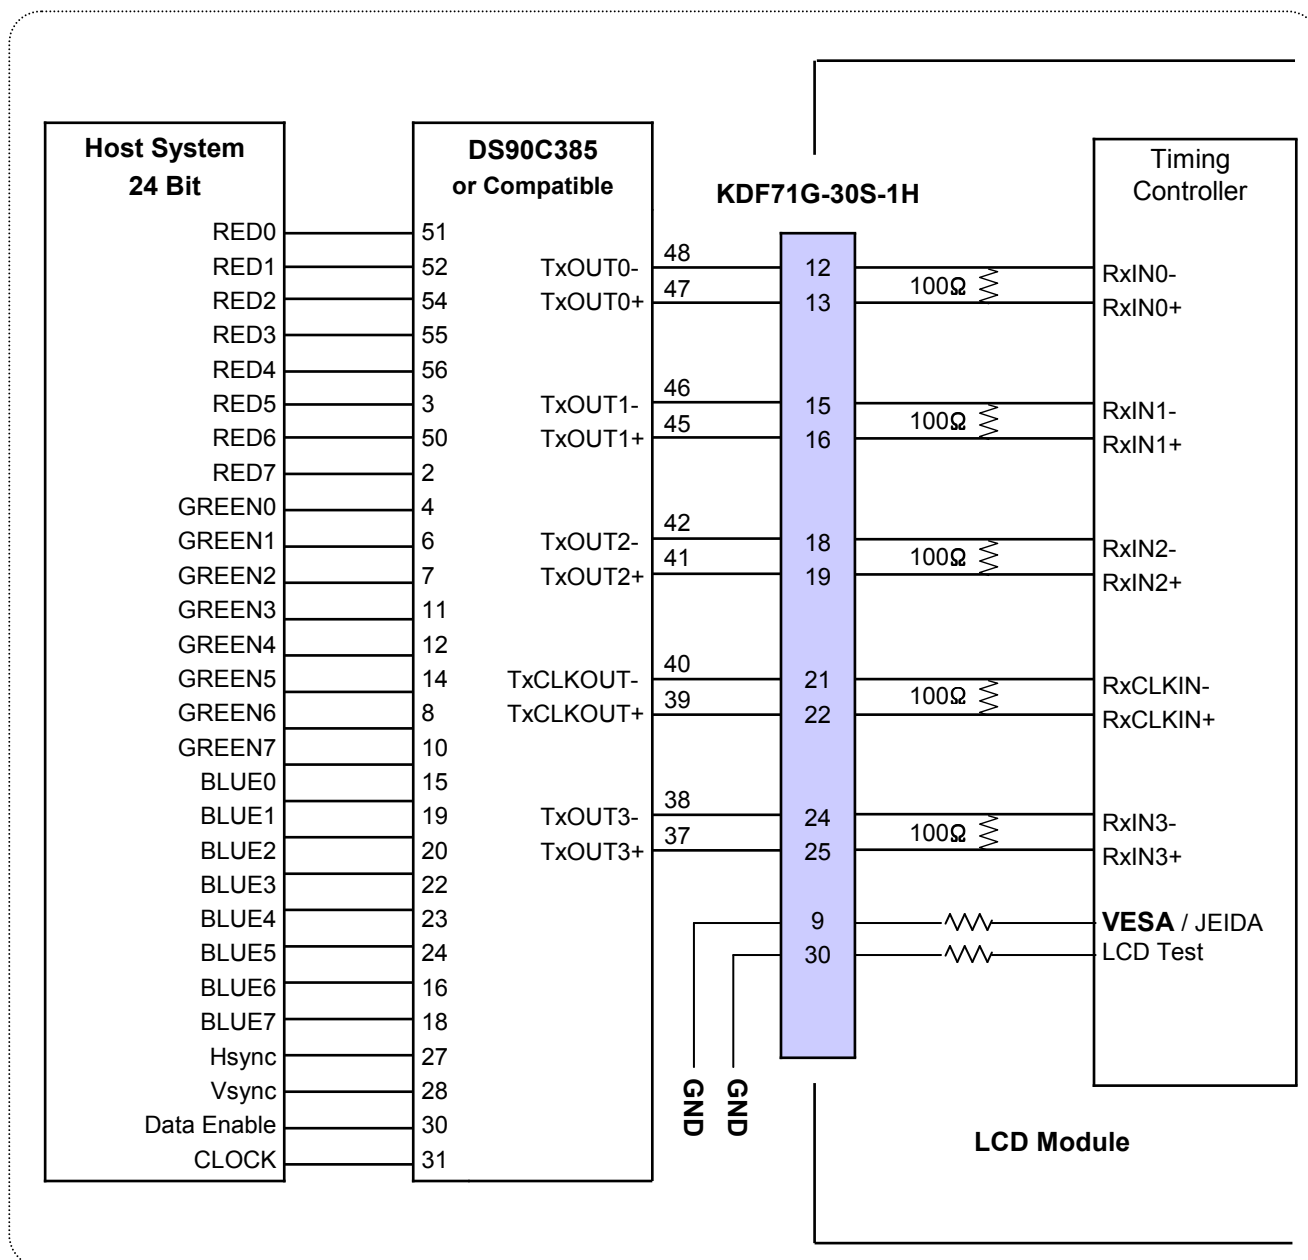 Host System
24 Bit
RED0
RED1
RED2
RED3
RED4
RED5
RED6
RED7
GREEN0
GREEN1
GREEN2
GREEN3
GREEN4
GREEN5
GREEN6
GREEN7
BLUE0
BLUE1
BLUE2
BLUE3
BLUE4
BLUE5
BLUE6
BLUE7
Hsync
Vsync
Data Enable
CLOCK
DS90C385
or Compatible
51
52
54
55
56
3
50
2
4
6
7
11
12
14
8
10
15
19
20
22
23
24
16
18
27
28
30
31
TxOUT0-
TxOUT0+
TxOUT1-
TxOUT1+
TxOUT2-
TxOUT2+
TxCLKOUT-
TxCLKOUT+
TxOUT3-
TxOUT3+
48
47
46
45
42
41
40
39
38
37
GND
GND
KDF71G-30S-1H
12
13
15
16
18
19
21
22
24
25
9
30
100Ω
100Ω
100Ω
100Ω
100Ω
Timing
Controller
RxIN0-
RxIN0+
RxIN1-
RxIN1+
RxIN2-
RxIN2+
RxCLKIN-
RxCLKIN+
RxIN3-
RxIN3+
VESA / JEIDA
LCD Test
LCD Module